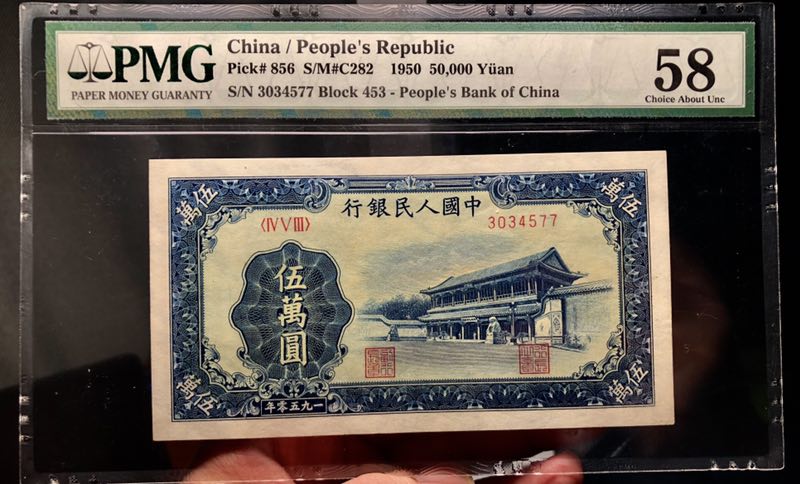 PMG
PAPER MONEY GUARANTY
China / People's Republic
Pick# 856 S/M#C282 1950 50,000 Yüan
S/N 3034577 Block 453 - People's Bank of China
58
Choice About Unc
伍萬
中國人民銀行
伍萬
〈ⅣⅤⅢ〉
3034577
伍萬圓
伍萬
一九五零年
伍萬